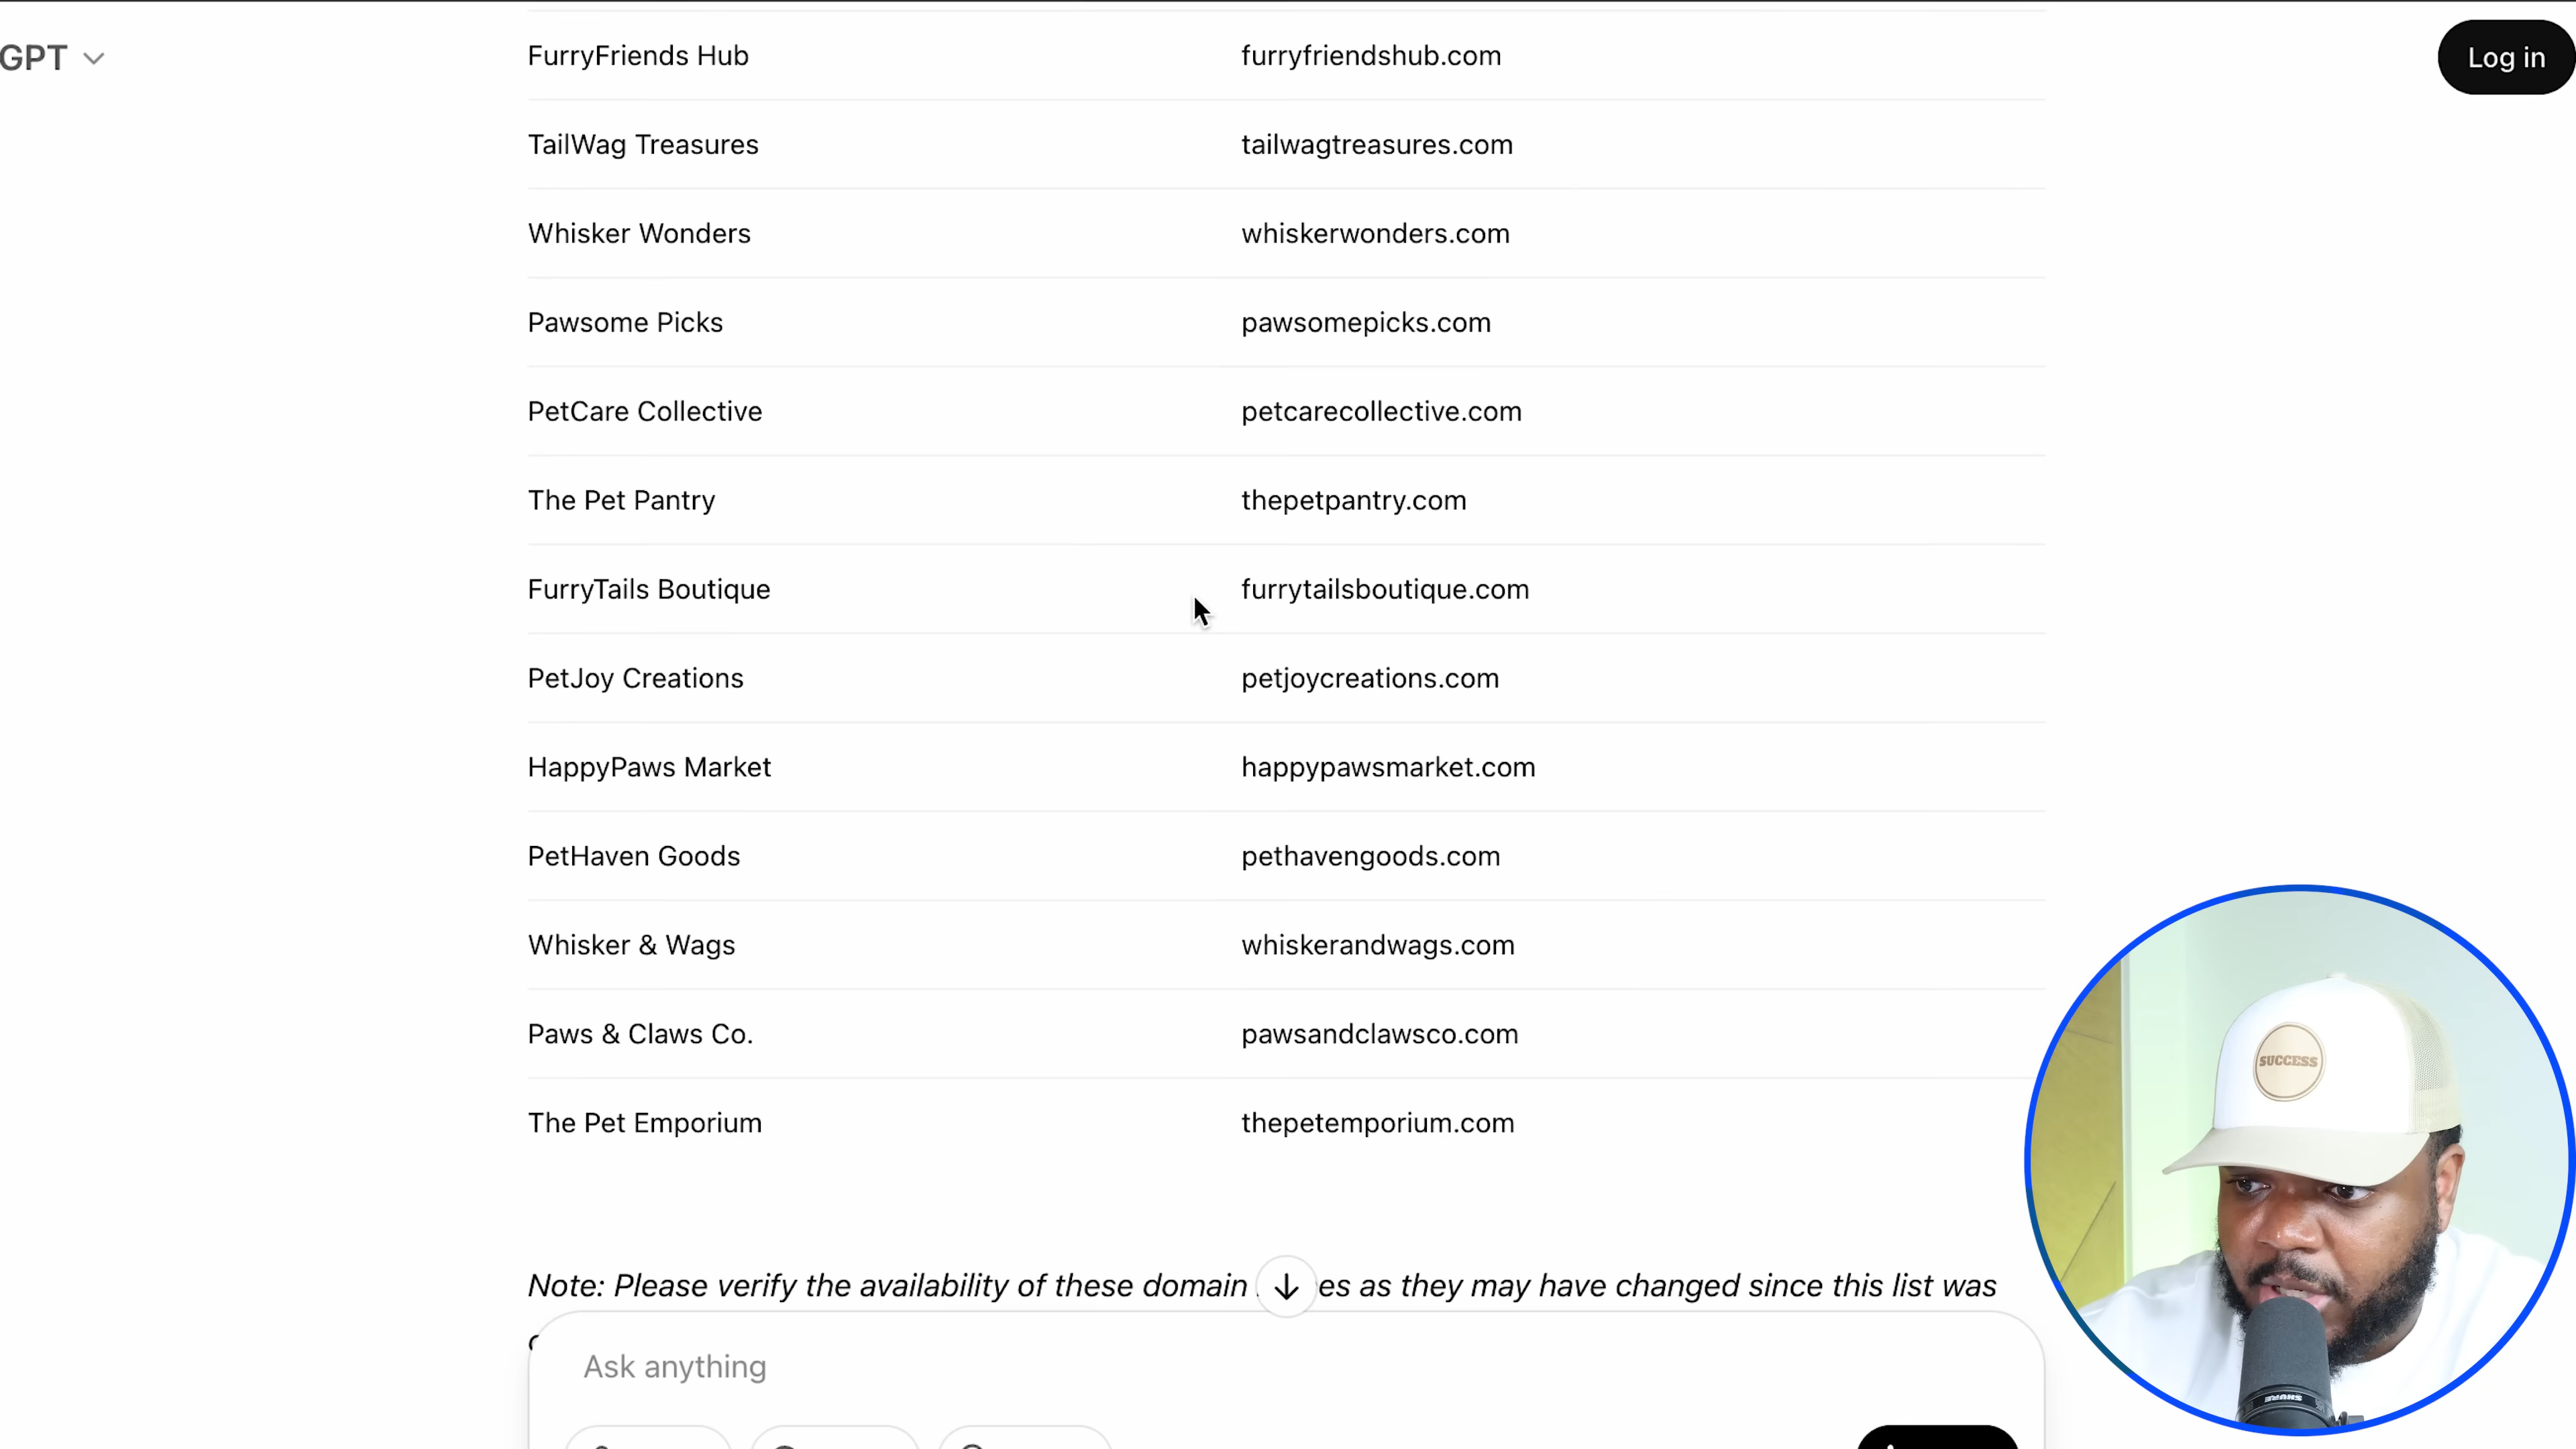 GPT
Log in
FurryFriends Hub furryfriendshub.com
TailWag Treasures tailwagtreasures.com
Whisker Wonders whiskerwonders.com
Pawsome Picks pawsomepicks.com
PetCare Collective petcarecollective.com
The Pet Pantry thepetpantry.com
FurryTails Boutique furrytailsboutique.com
PetJoy Creations petjoycreations.com
HappyPaws Market happypawsmarket.com
PetHaven Goods pethavengoods.com
Whisker & Wags whiskerandwags.com
Paws & Claws Co. pawsandclawsco.com
The Pet Emporium thepetemporium.com
Note: Please verify the availability of these domain es as they may have changed since this list was
Ask anything
SUCCESS
SHURE